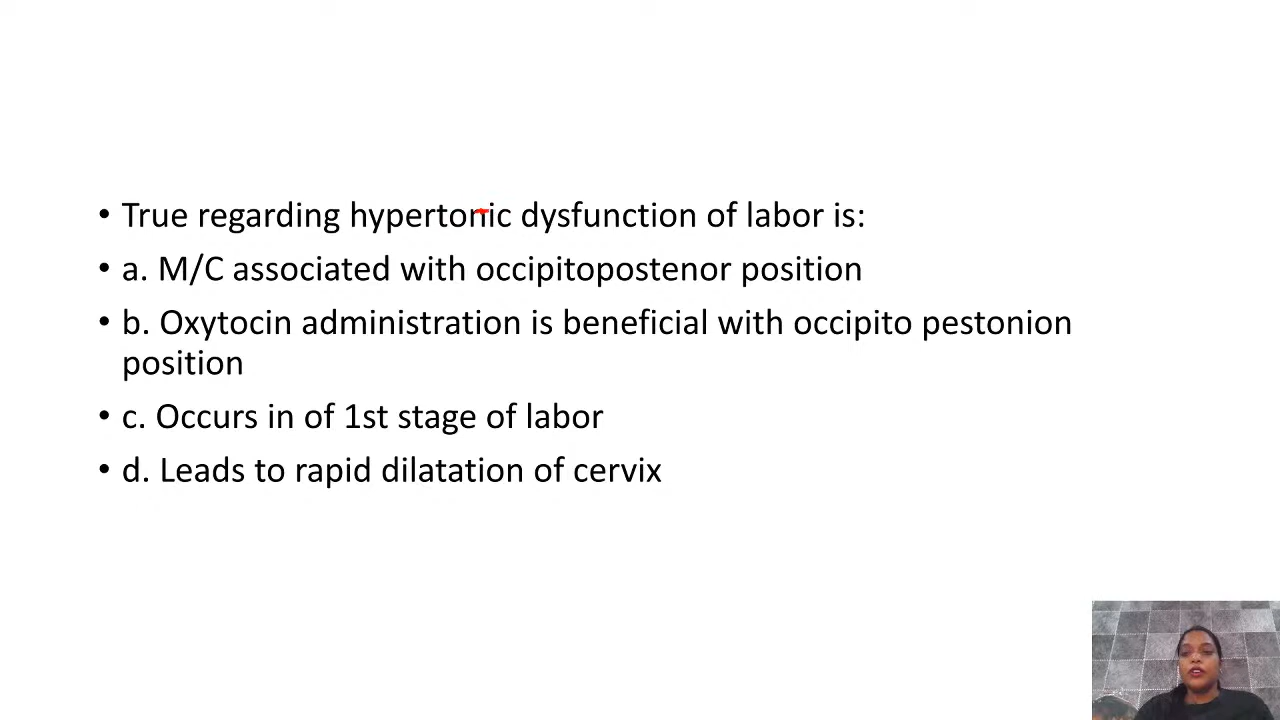 • True regarding hypertonic dysfunction of labor is:
• a. M/C associated with occipitopostenor position
• b. Oxytocin administration is beneficial with occipito pestonion
position
• c. Occurs in of 1st stage of labor
• d. Leads to rapid dilatation of cervix